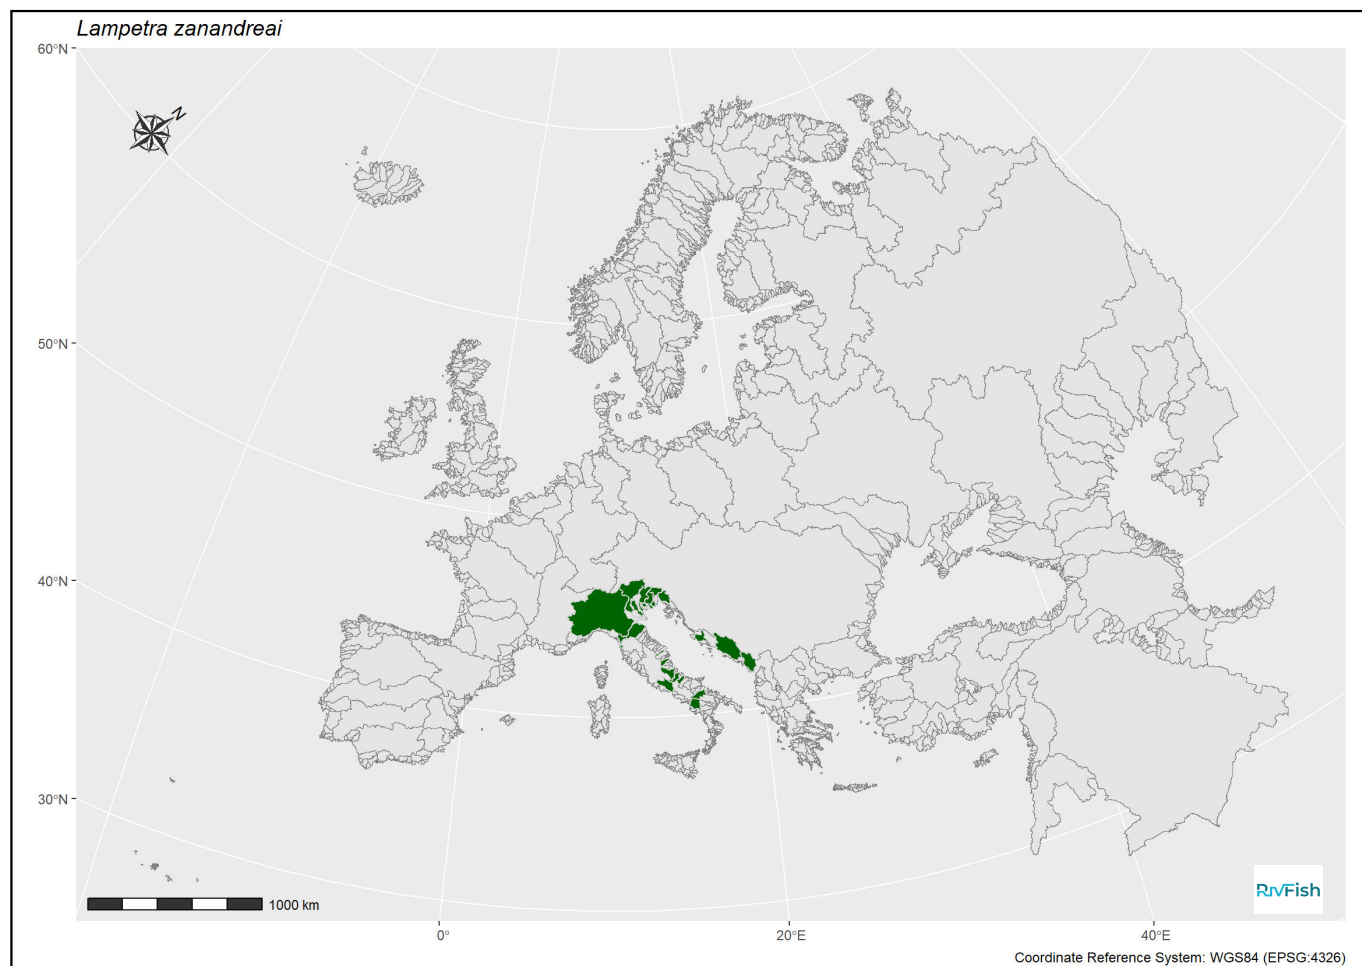 Lampetra zanandreai
60°N
N
50°N
40°N
30°N
1000 km
RIVFish
0°
20°E
40°E
Coordinate Reference System: WGS84 (EPSG:4326)